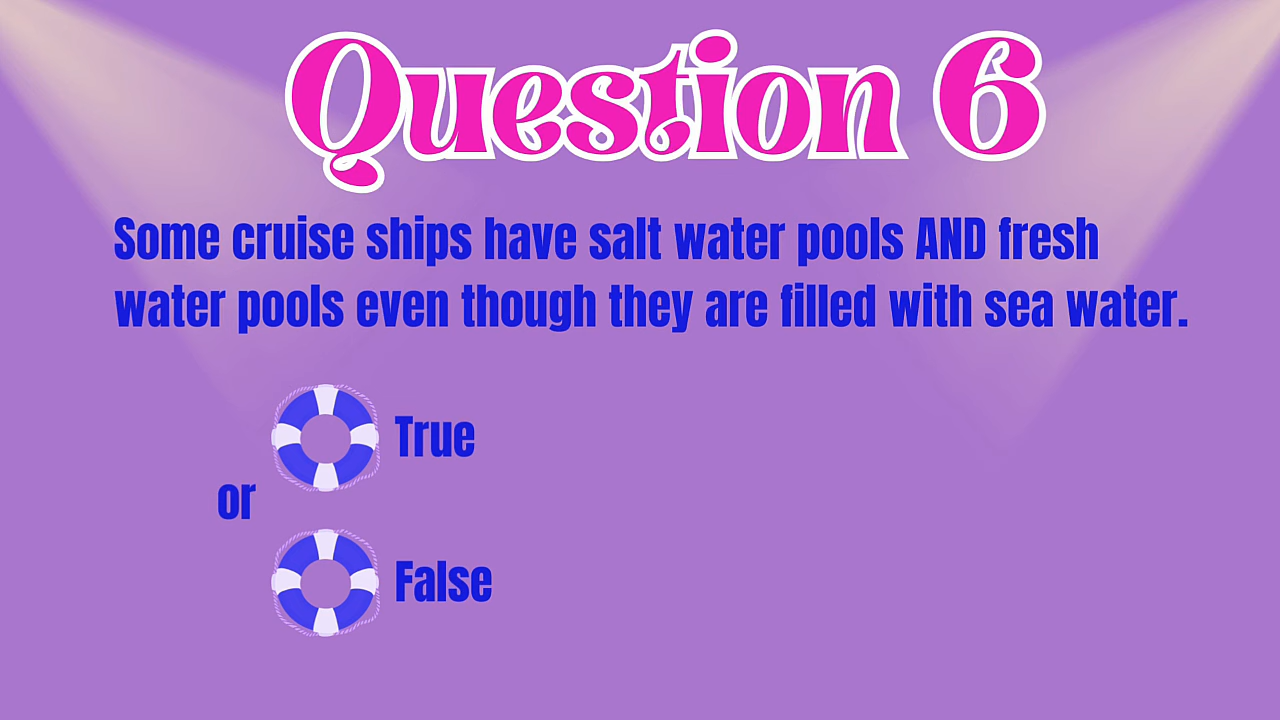 Question 6
Some cruise ships have salt water pools AND fresh
water pools even though they are filled with sea water.
True
or
False